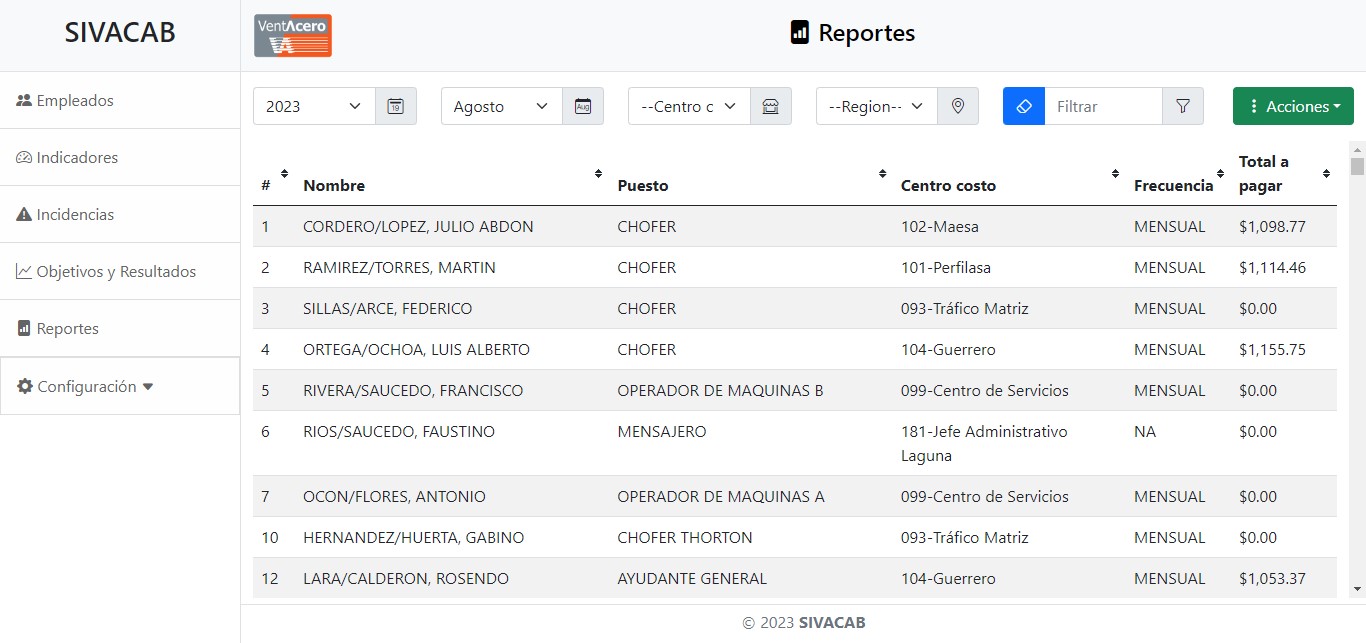 SIVACAB
VentAcero
VA
Reportes
Empleados
Indicadores
Incidencias
Objetivos y Resultados
Reportes
Configuración
2023
19
Agosto
Aug
--Centro c
--Region--
Filtrar
Acciones
# Nombre Puesto Centro costo Frecuencia Total a pagar
1 CORDERO/LOPEZ, JULIO ABDON CHOFER 102-Maesa MENSUAL $1,098.77
2 RAMIREZ/TORRES, MARTIN CHOFER 101-Perfilasa MENSUAL $1,114.46
3 SILLAS/ARCE, FEDERICO CHOFER 093-Tráfico Matriz MENSUAL $0.00
4 ORTEGA/OCHOA, LUIS ALBERTO CHOFER 104-Guerrero MENSUAL $1,155.75
5 RIVERA/SAUCEDO, FRANCISCO OPERADOR DE MAQUINAS B 099-Centro de Servicios MENSUAL $0.00
6 RIOS/SAUCEDO, FAUSTINO MENSAJERO 181-Jefe Administrativo NA $0.00
Laguna
7 OCON/FLORES, ANTONIO OPERADOR DE MAQUINAS A 099-Centro de Servicios MENSUAL $0.00
10 HERNANDEZ/HUERTA, GABINO CHOFER THORTON 093-Tráfico Matriz MENSUAL $0.00
12 LARA/CALDERON, ROSENDO AYUDANTE GENERAL 104-Guerrero MENSUAL $1,053.37
© 2023 SIVACAB